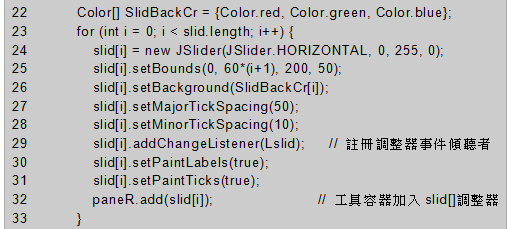 22 Color[] SlidBackCr = {Color.red, Color.green, Color.blue};
23 for (int i = 0; i < slid.length; i++) {
24 slid[i] = new JSlider(JSlider.HORIZONTAL, 0, 255, 0);
25 slid[i].setBounds(0, 60*(i+1), 200, 50);
26 slid[i].setBackground(SlidBackCr[i]);
27 slid[i].setMajorTickSpacing(50);
28 slid[i].setMinorTickSpacing(10);
29 slid[i].addChangeListener(Lslid); // 註冊調整器事件傾聽者
30 slid[i].setPaintLabels(true);
31 slid[i].setPaintTicks(true);
32 paneR.add(slid[i]); // 工具容器加入 slid[]調整器
33 }